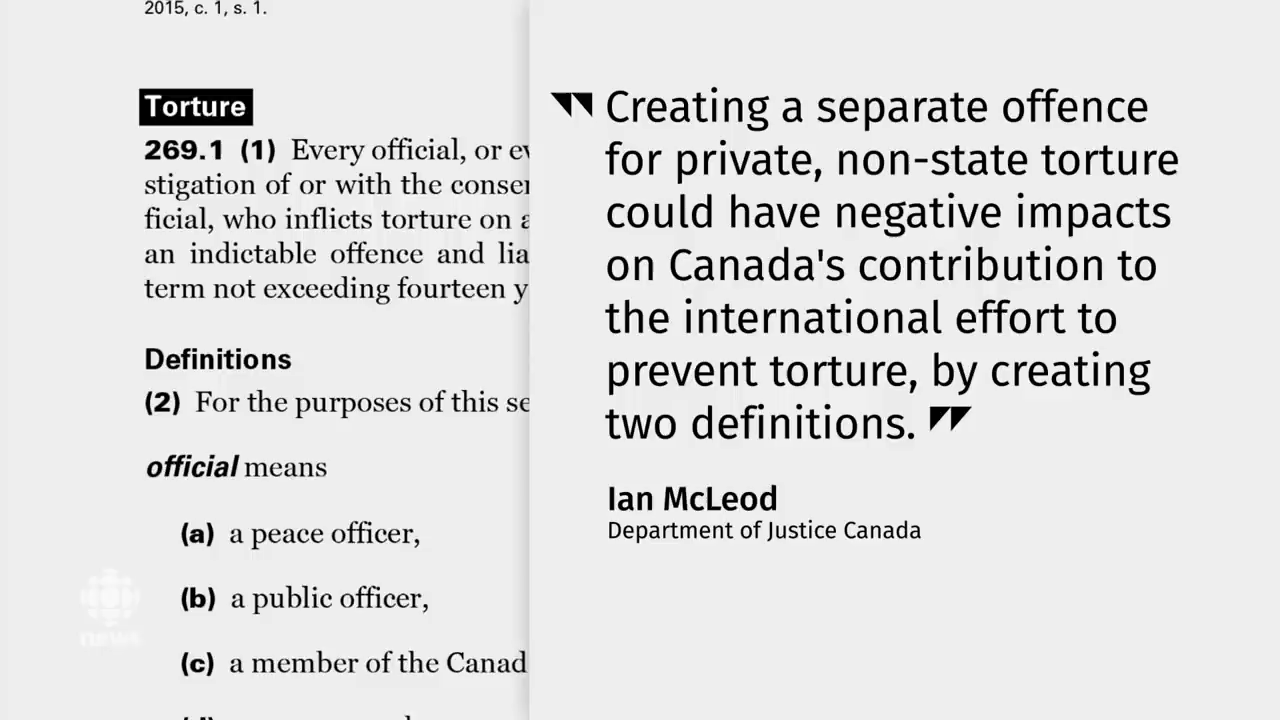 2015, c. 1, s. 1.
Torture
269.1 (1) Every official, or ev
stigation of or with the conser
ficial, who inflicts torture on a
an indictable offence and lia
term not exceeding fourteen y
Definitions
(2) For the purposes of this se
official means
(a) a peace officer,
(b) a public officer,
(c) a member of the Canad
Creating a separate offence
for private, non-state torture
could have negative impacts
on Canada's contribution to
the international effort to
prevent torture, by creating
two definitions.
Ian McLeod
Department of Justice Canada
news